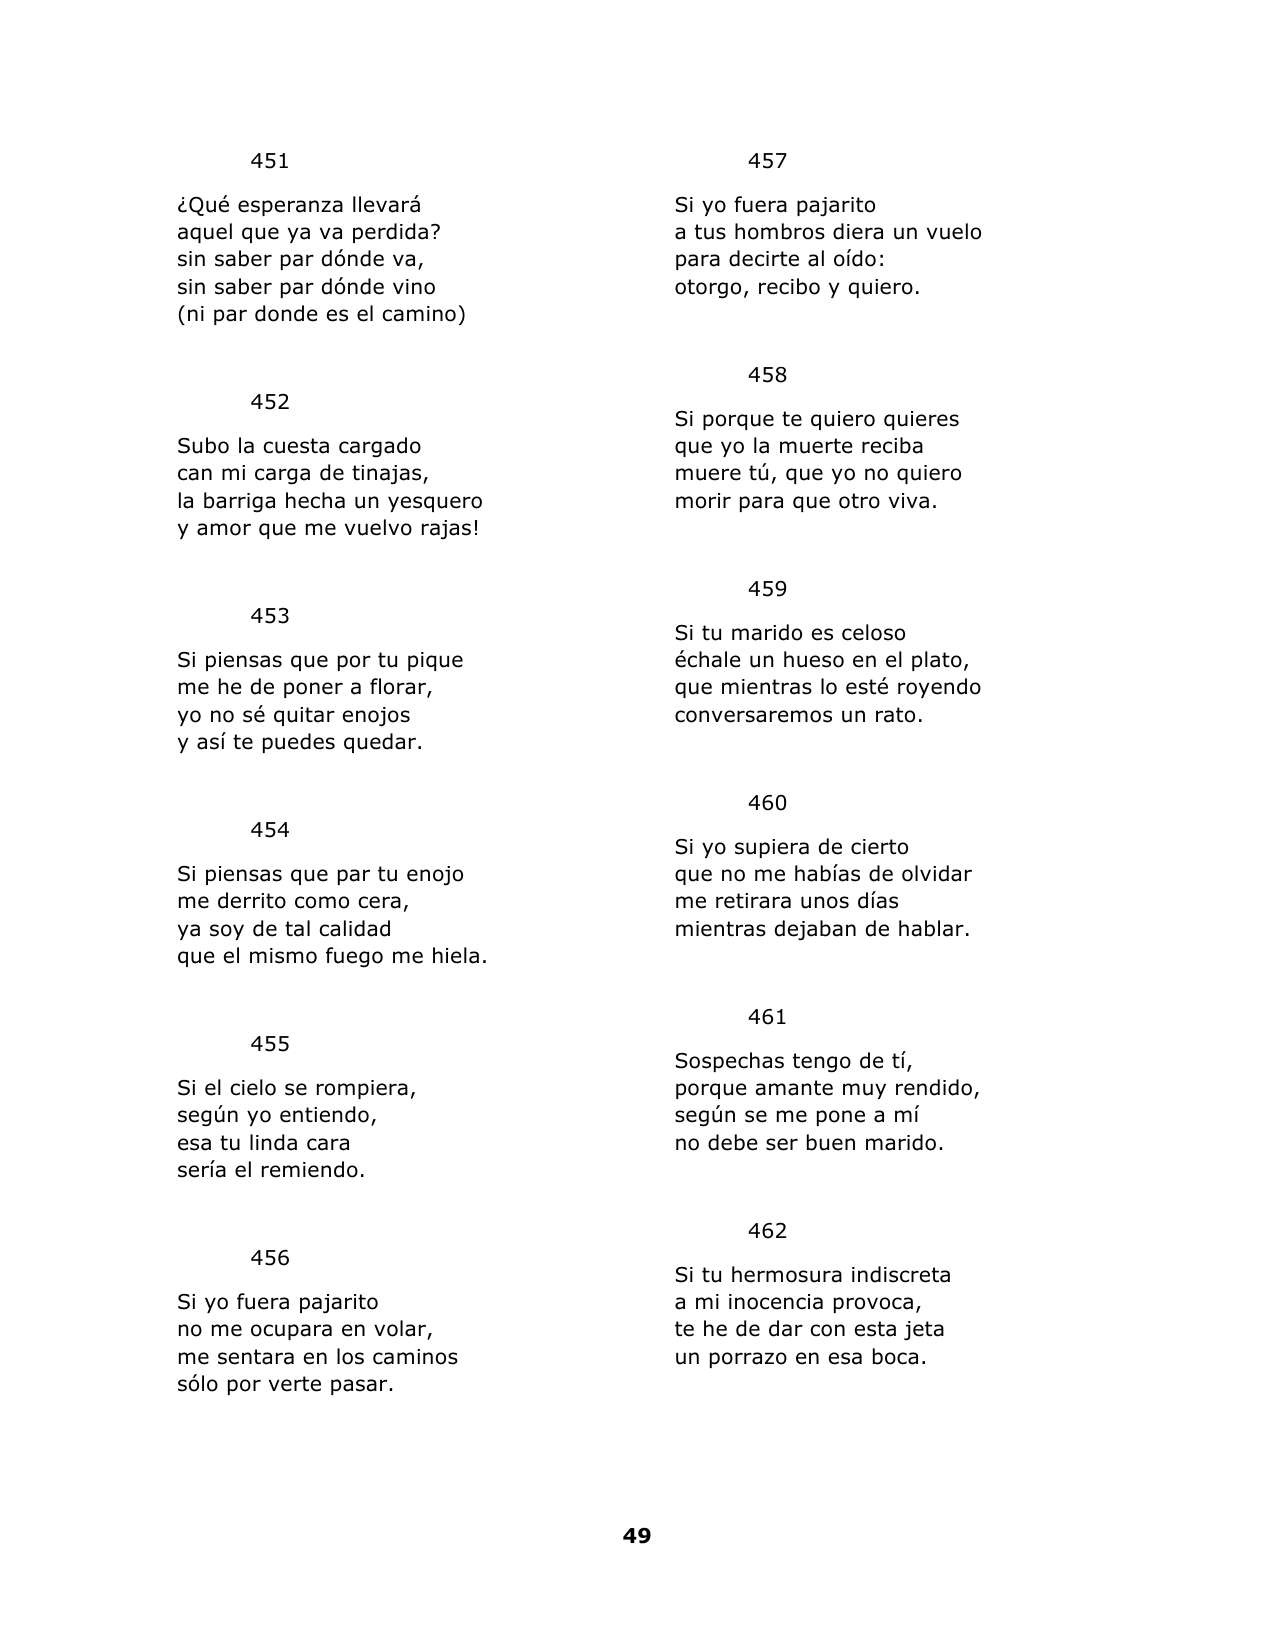 451
¿Qué esperanza llevará
aquel que ya va perdida?
sin saber par dónde va,
sin saber par dónde vino
(ni par donde es el camino)
452
Subo la cuesta cargado
can mi carga de tinajas,
la barriga hecha un yesquero
y amor que me vuelvo rajas!
453
Si piensas que por tu pique
me he de poner a florar,
yo no sé quitar enojos
y así te puedes quedar.
454
Si piensas que par tu enojo
me derrito como cera,
ya soy de tal calidad
que el mismo fuego me hiela.
455
Si el cielo se rompiera,
según yo entiendo,
esa tu linda cara
sería el remiendo.
456
Si yo fuera pajarito
no me ocupara en volar,
me sentara en los caminos
sólo por verte pasar.
457
Si yo fuera pajarito
a tus hombros diera un vuelo
para decirte al oído:
otorgo, recibo y quiero.
458
Si porque te quiero quieres
que yo la muerte reciba
muere tú, que yo no quiero
morir para que otro viva.
459
Si tu marido es celoso
échale un hueso en el plato,
que mientras lo esté royendo
conversaremos un rato.
460
Si yo supiera de cierto
que no me habías de olvidar
me retirara unos días
mientras dejaban de hablar.
461
Sospechas tengo de tí,
porque amante muy rendido,
según se me pone a mí
no debe ser buen marido.
462
Si tu hermosura indiscreta
a mi inocencia provoca,
te he de dar con esta jeta
un porrazo en esa boca.
49